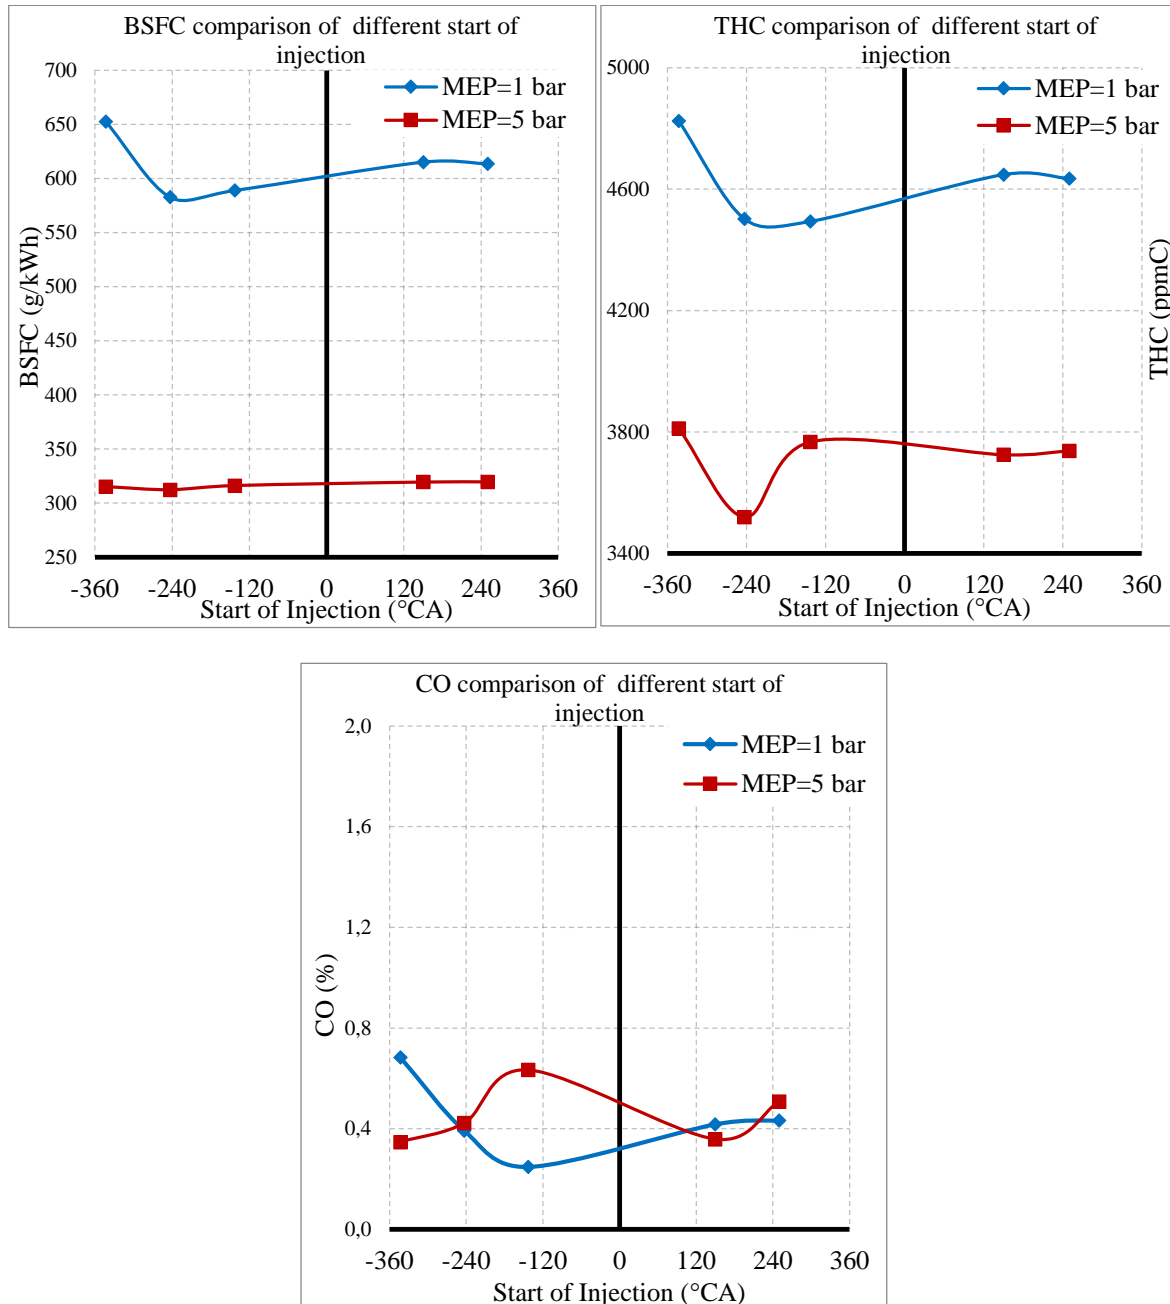 BSFC comparison of different start of
injection
MEP=1 bar
MEP=5 bar
700
650
600
550
500
450
400
350
300
250
BSFC (g/kWh)
-360 -240 -120 0 120 240 360
Start of Injection (°CA)
THC comparison of different start of
injection
MEP=1 bar
MEP=5 bar
5000
4600
4200
3800
3400
THC (ppmC)
-360 -240 -120 0 120 240 360
Start of Injection (°CA)
CO comparison of different start of
injection
MEP=1 bar
MEP=5 bar
2,0
1,6
1,2
0,8
0,4
0,0
CO (%)
-360 -240 -120 0 120 240 360
Start of Injection (°CA)